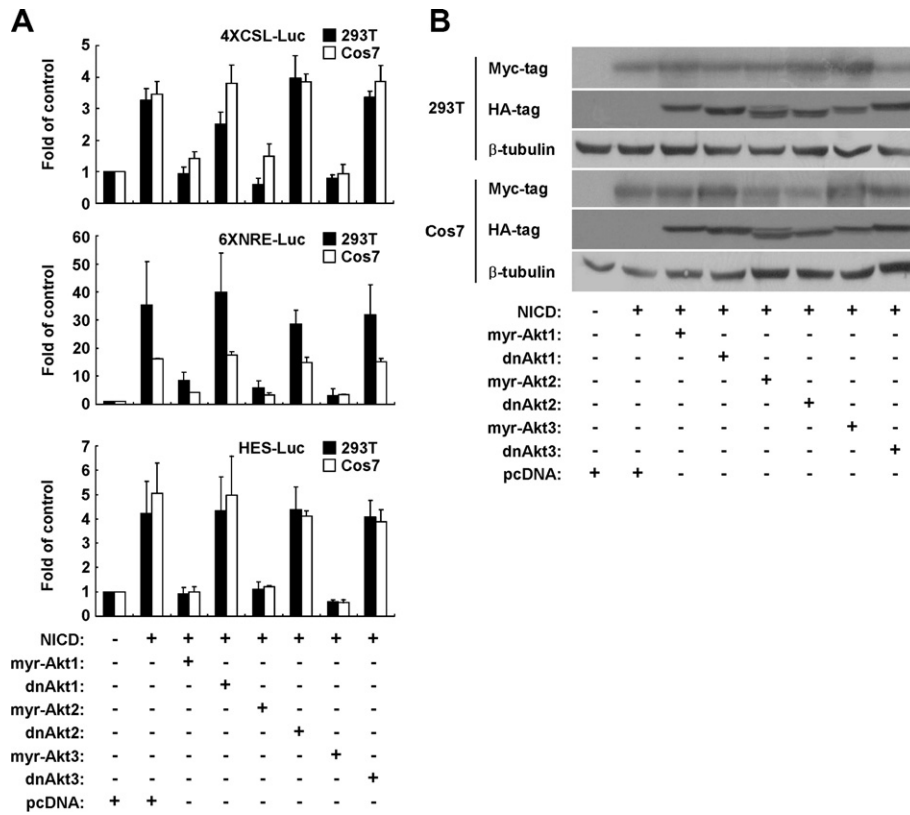 A
4XCSL-Luc
293T
Cos7
Fold of control
5
4
3
2
1
0
6XNRE-Luc
293T
Cos7
Fold of control
60
50
40
30
20
10
0
HES-Luc
293T
Cos7
Fold of control
7
6
5
4
3
2
1
0
NICD: - + + + + + + +
myr-Akt1: - - + - - - - -
dnAkt1: - - - + - - - -
myr-Akt2: - - - - + - - -
dnAkt2: - - - - - + - -
myr-Akt3: - - - - - - + -
dnAkt3: - - - - - - - +
pcDNA: + + - - - - - -
B
293T
Myc-tag
HA-tag
β-tubulin
Cos7
Myc-tag
HA-tag
β-tubulin
NICD: - + + + + + + +
myr-Akt1: - - + - - - - -
dnAkt1: - - - + - - - -
myr-Akt2: - - - - + - - -
dnAkt2: - - - - - + - -
myr-Akt3: - - - - - - + -
dnAkt3: - - - - - - - +
pcDNA: + + - - - - - -